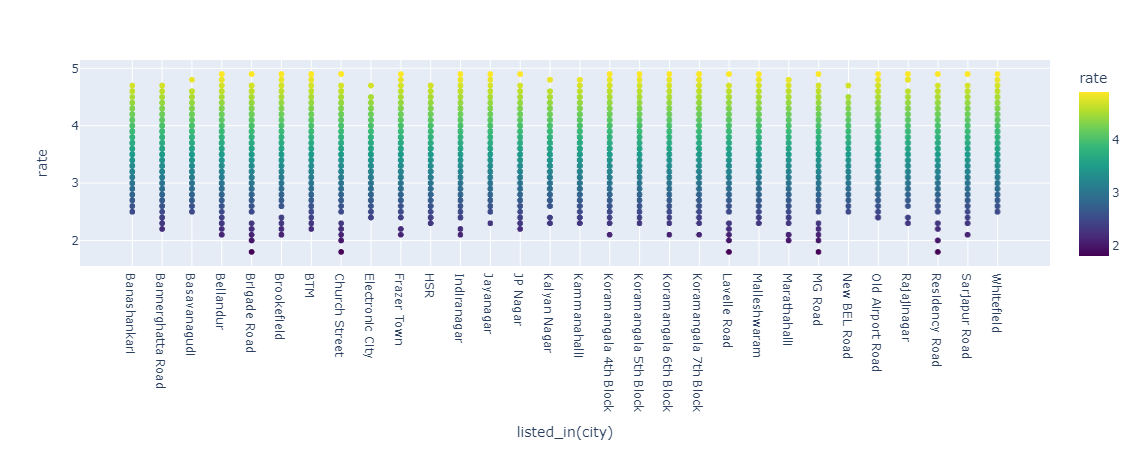 rate
5
4
3
2
rate
4
3
2
Banashankari
Bannerghatta Road
Basavanagudi
Bellandur
Brigade Road
Brookefield
BTM
Church Street
Electronic City
Frazer Town
HSR
Indiranagar
Jayanagar
JP Nagar
Kalyan Nagar
Kammanahalli
Koramangala 4th Block
Koramangala 5th Block
Koramangala 6th Block
Koramangala 7th Block
Lavelle Road
Malleshwaram
Marathahalli
MG Road
New BEL Road
Old Airport Road
Rajajinagar
Residency Road
Sarjapur Road
Whitefield
listed_in(city)